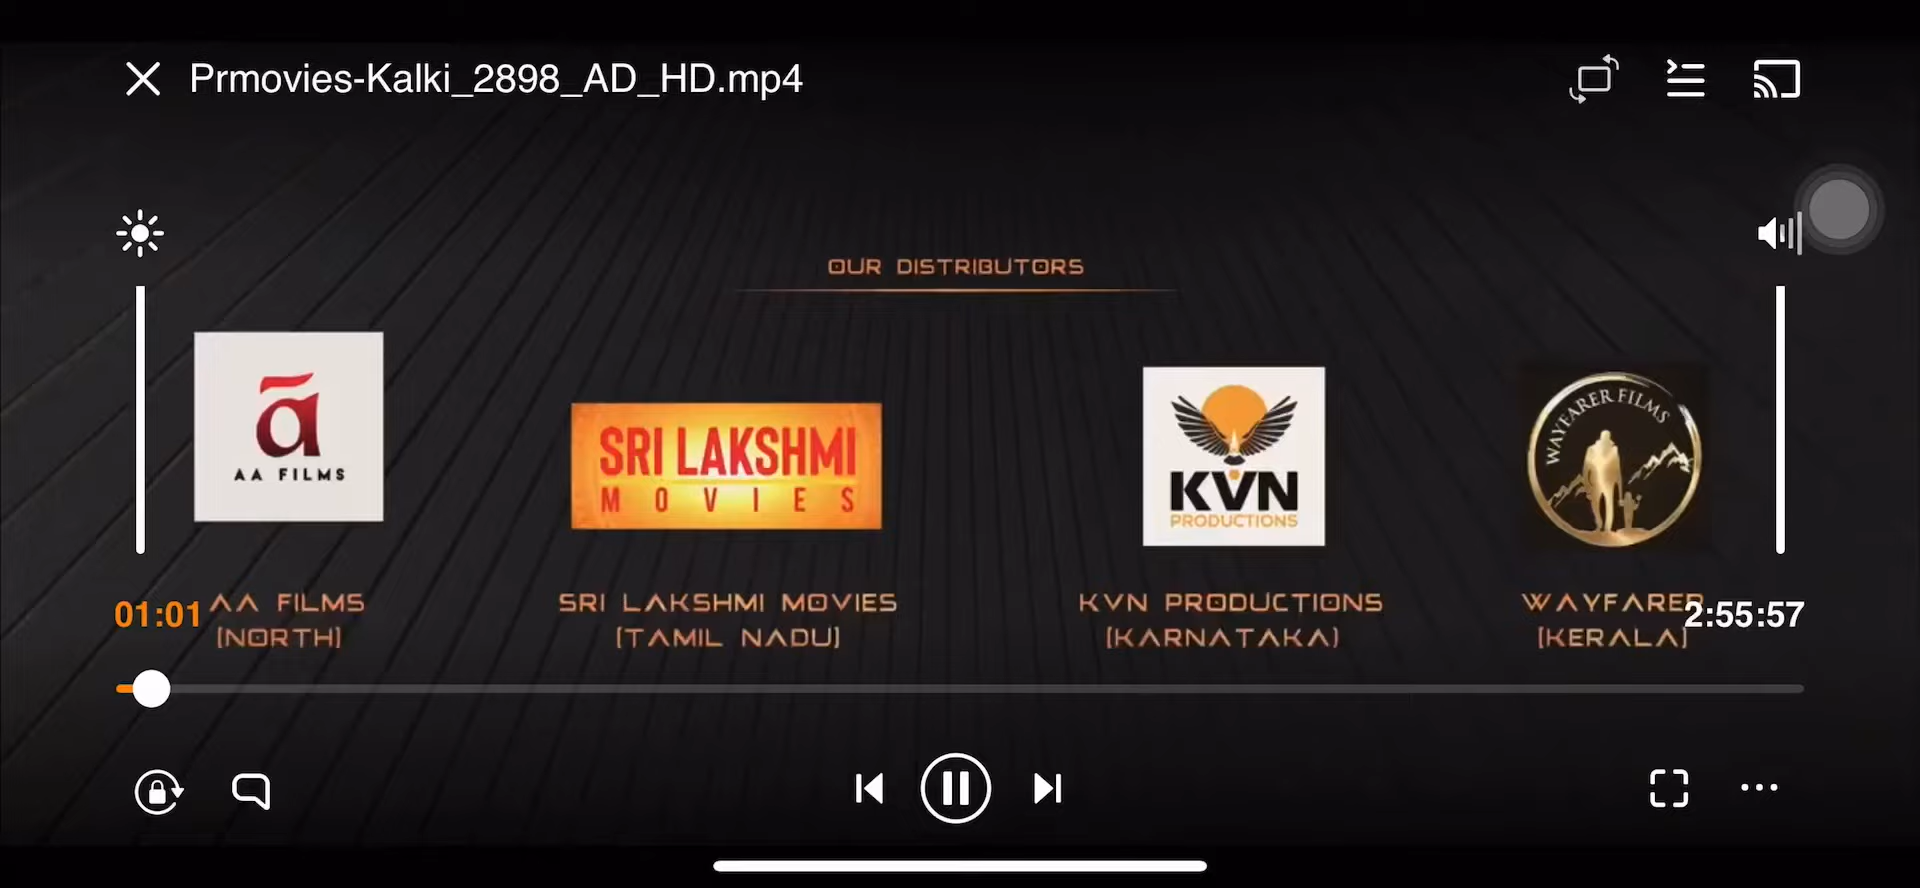 Prmovies-Kalki_2898_AD_HD.mp4
OUR DISTRIBUTORS
ā
AA FILMS
SRI LAKSHMI
MOVIES
KVN
PRODUCTIONS
WAYFARER FILMS
AA FILMS
(NORTH)
SRI LAKSHMI MOVIES
(TAMIL NADU)
KVN PRODUCTIONS
(KARNATAKA)
WAYFARER
(KERALA)
01:01
2:55:57